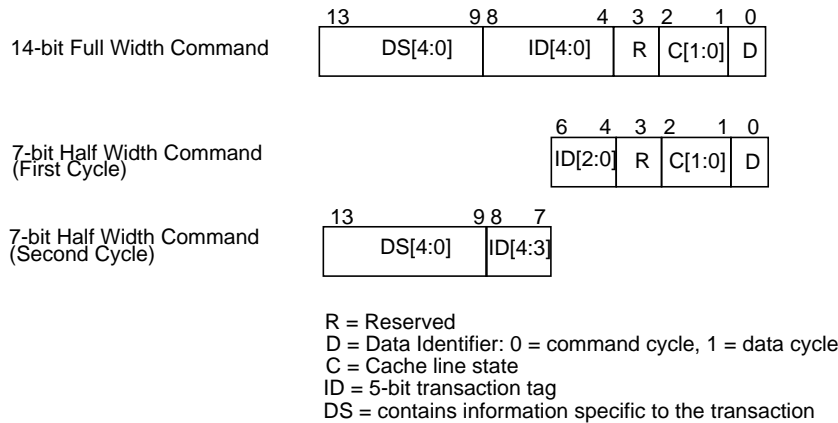 13 9 8 4 3 2 1 0
14-bit Full Width Command DS[4:0] ID[4:0] R C[1:0] D
6 4 3 2 1 0
7-bit Half Width Command
(First Cycle)
ID[2:0] R C[1:0] D
13 9 8 7
7-bit Half Width Command
(Second Cycle)
DS[4:0] ID[4:3]
R = Reserved
D = Data Identifier: 0 = command cycle, 1 = data cycle
C = Cache line state
ID = 5-bit transaction tag
DS = contains information specific to the transaction